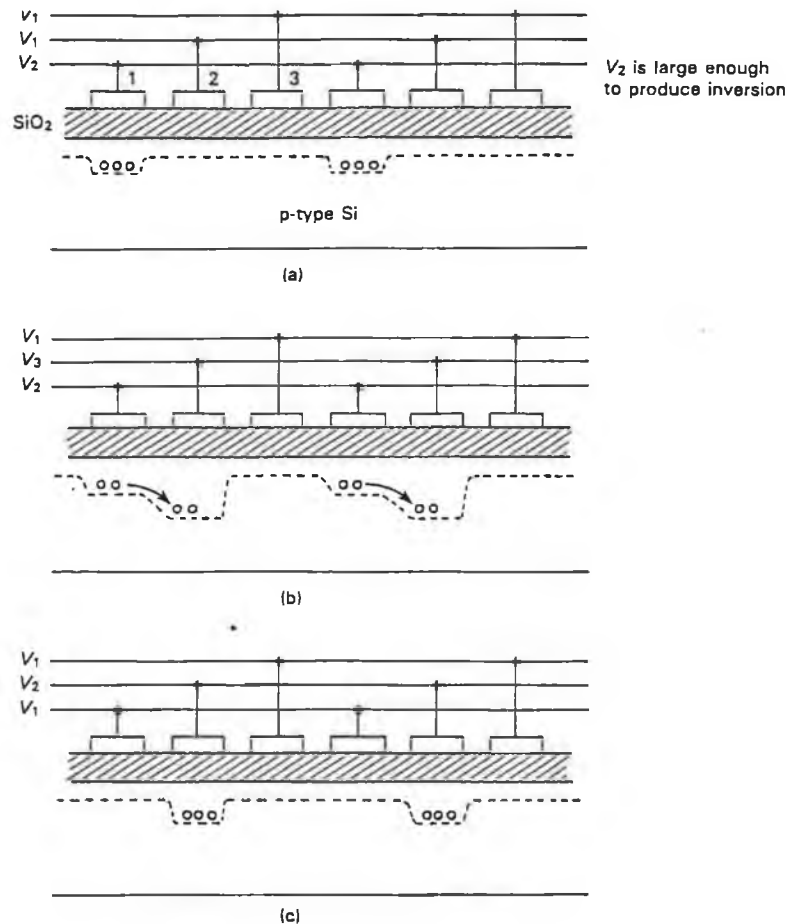 V₁
V₁
V₂
1 2 3
V₂ is large enough
to produce inversion
SiO₂
p-type Si
(a)
V₁
V₃
V₂
(b)
V₁
V₂
V₁
(c)